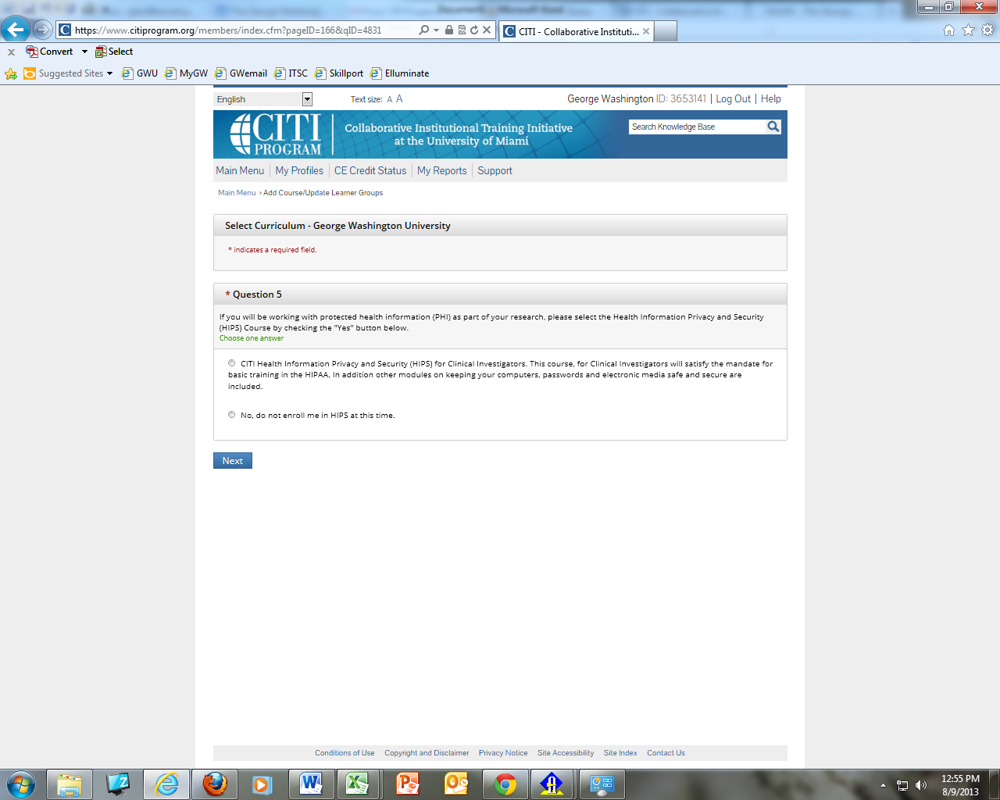 https://www.citiprogram.org/members/index.cfm?pageID=166&qID=4831
CITI - Collaborative Instituti...
x Convert Select
Suggested Sites GWU MyGW GWemail ITSC Skillport Elluminate
English Text size: A A George Washington ID: 3653141 | Log Out | Help
CITI PROGRAM
Collaborative Institutional Training Initiative
at the University of Miami
Search Knowledge Base
Main Menu My Profiles CE Credit Status My Reports Support
Main Menu › Add Course/Update Learner Groups
Select Curriculum - George Washington University
* indicates a required field.
* Question 5
If you will be working with protected health information (PHI) as part of your research, please select the Health Information Privacy and Security
(HIPS) Course by checking the "Yes" button below.
Choose one answer
CITI Health Information Privacy and Security (HIPS) for Clinical Investigators. This course, for Clinical Investigators will satisfy the mandate for
basic training in the HIPAA. In addition other modules on keeping your computers, passwords and electronic media safe and secure are
included.
No, do not enroll me in HIPS at this time.
Next
Conditions of Use Copyright and Disclaimer Privacy Notice Site Accessibility Site Index Contact Us
12:55 PM
8/9/2013